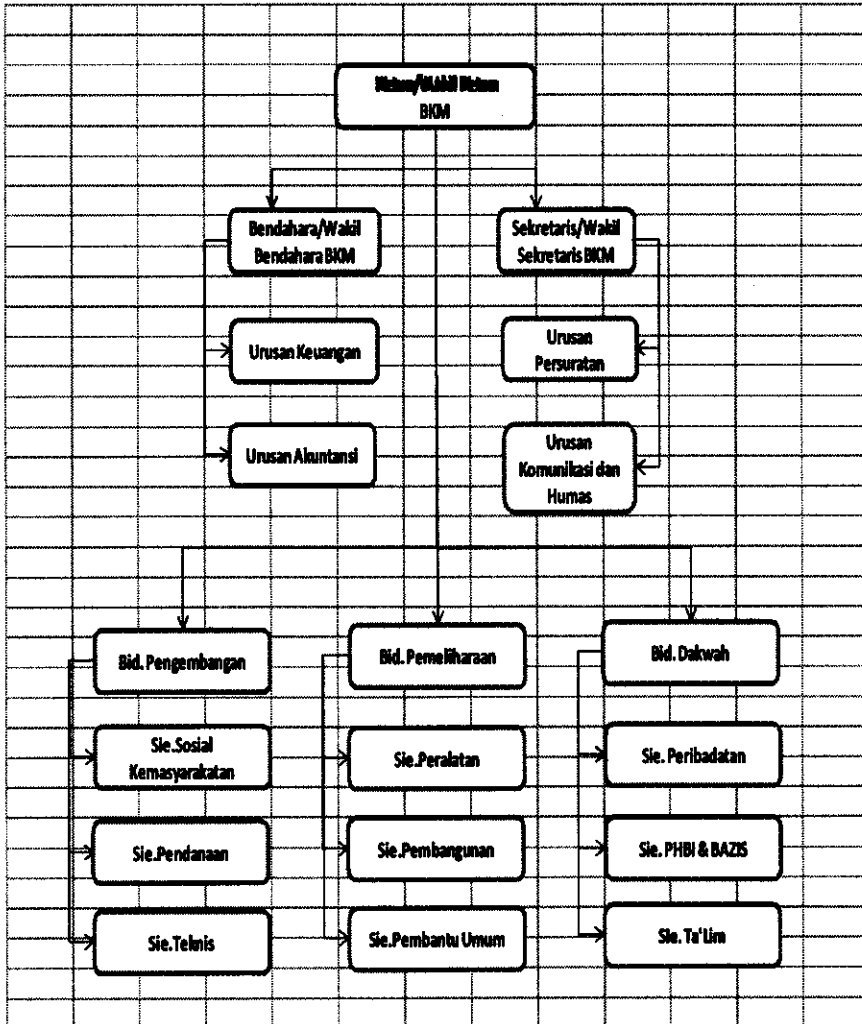 BKM
Bendahara/Wakil
Bendahara BKM
Sekretaris/Wakil
Sekretaris BKM
Urusan Keuangan
Urusan
Persuratan
Urusan Akuntansi
Urusan
Komunikasi dan
Humas
Bid. Pengembangan
Bid. Pemeliharaan
Bid. Dakwah
Sie.Sosial
Kemasyarakatan
Sie.Peralatan
Sie. Peribadatan
Sie.Pendanaan
Sie.Pembangunan
Sie. PHBI & BAZIS
Sie.Teknis
Sie.Pembantu Umum
Sie. Ta'Lim